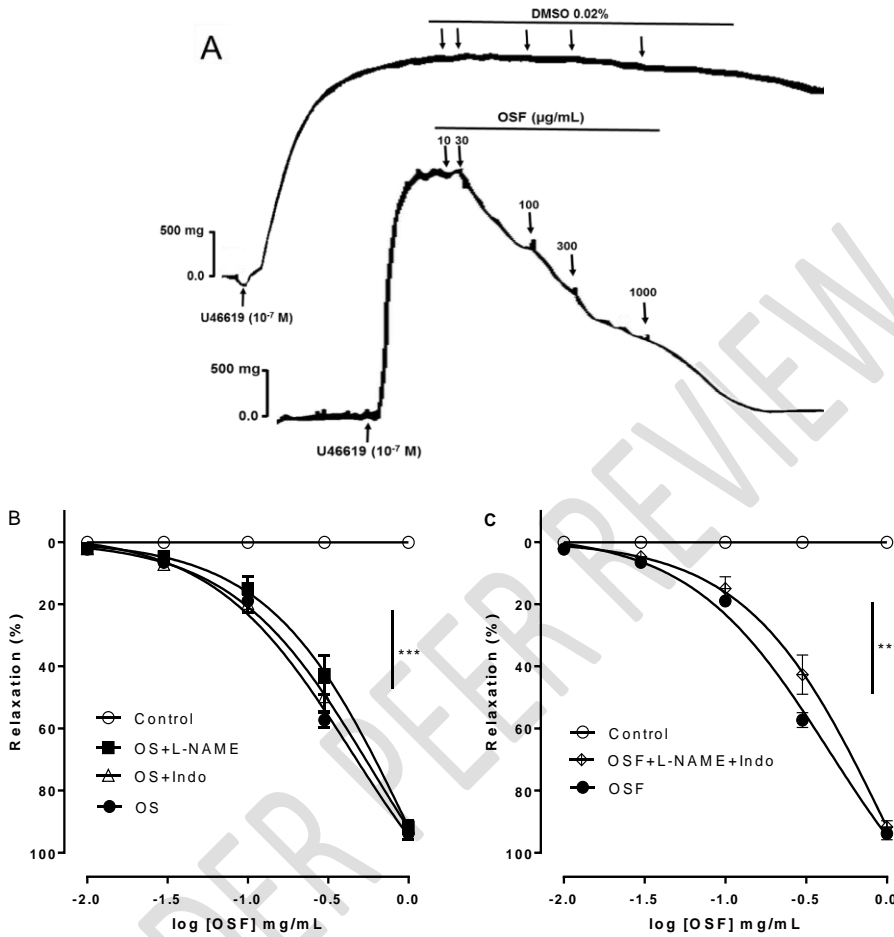 A
DMSO 0.02%
OSF (µg/mL)
10 30
100
300
1000
500 mg
0.0
U46619 (10⁻⁷ M)
500 mg
0.0
U46619 (10⁻⁷ M)
B
0
20
40
60
80
100
Relaxation (%)
***
Control
OS+L-NAME
OS+Indo
OS
-2.0 -1.5 -1.0 -0.5 0.0
log [OSF] mg/mL
C
0
20
40
60
80
100
Relaxation (%)
**
Control
OSF+L-NAME+Indo
OSF
-2.0 -1.5 -1.0 -0.5 0.0
log [OSF] mg/mL
DER PEER REVIEW